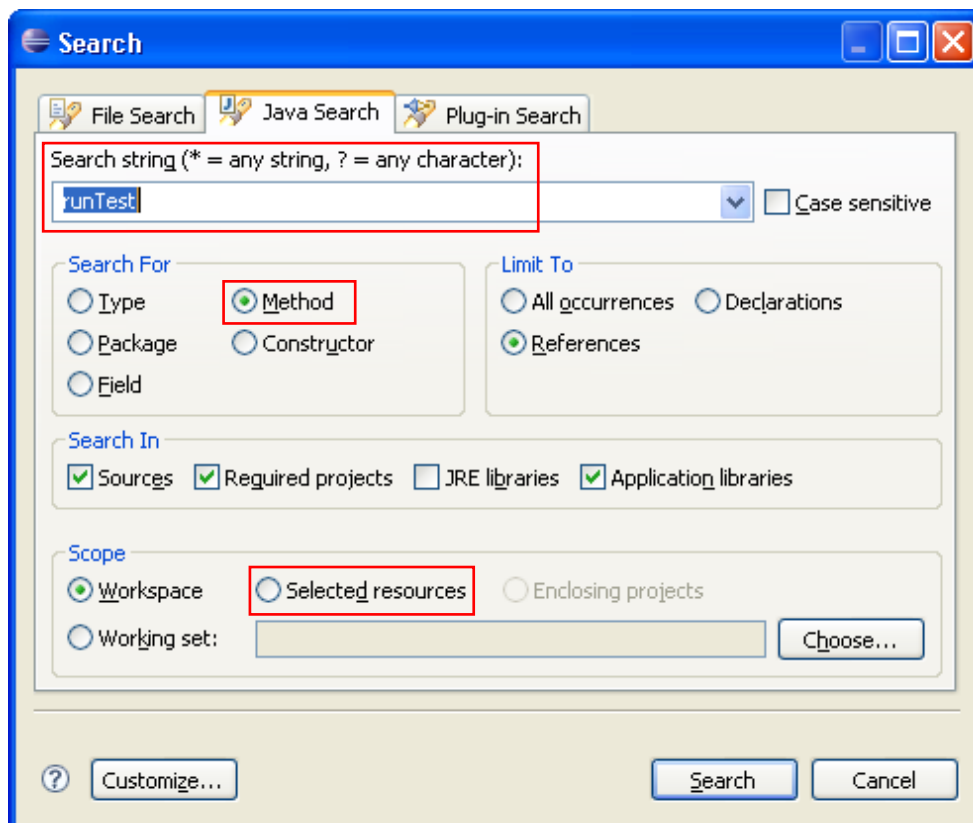 Search
File Search Java Search Plug-in Search
Search string (* = any string, ? = any character):
runTest Case sensitive
Search For Limit To
Type Method All occurrences Declarations
Package Constructor References
Field
Search In
Sources Required projects JRE libraries Application libraries
Scope
Workspace Selected resources Enclosing projects
Working set: Choose...
? Customize... Search Cancel